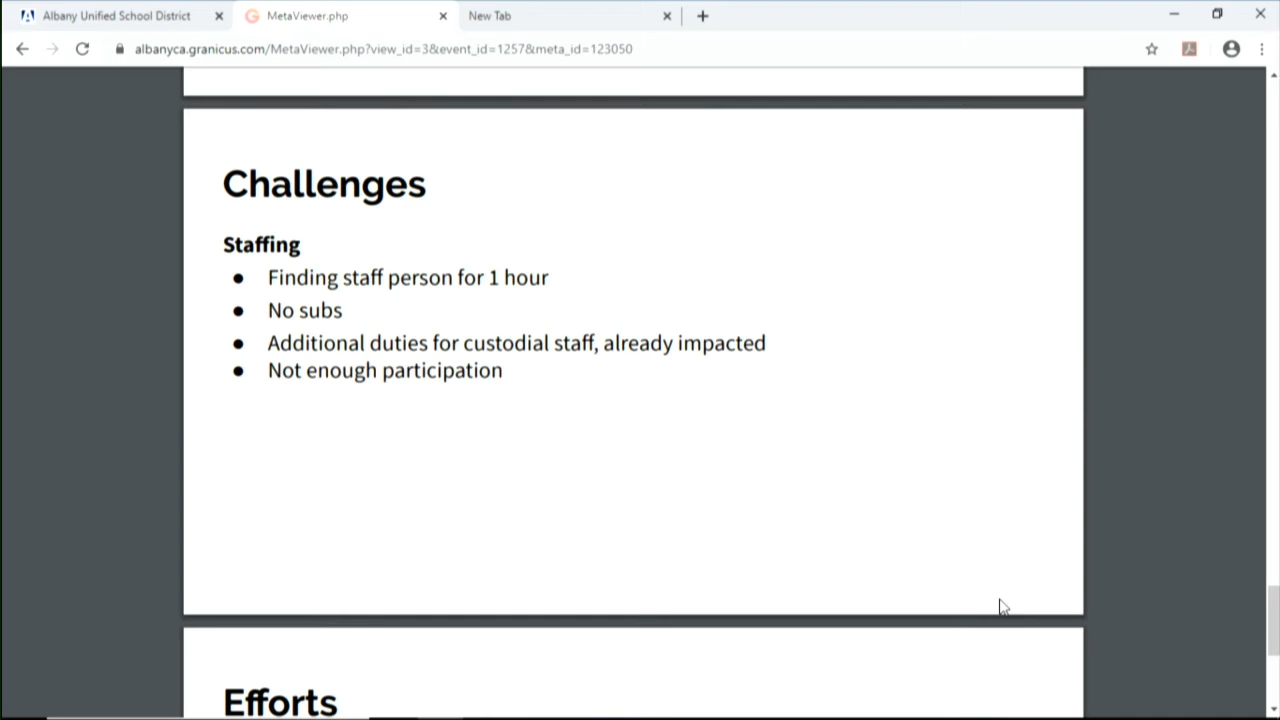 Albany Unified School District
MetaViewer.php
New Tab
albanyca.granicus.com/MetaViewer.php?view_id=3&event_id=1257&meta_id=123050
Challenges
Staffing
● Finding staff person for 1 hour
● No subs
● Additional duties for custodial staff, already impacted
● Not enough participation
Efforts